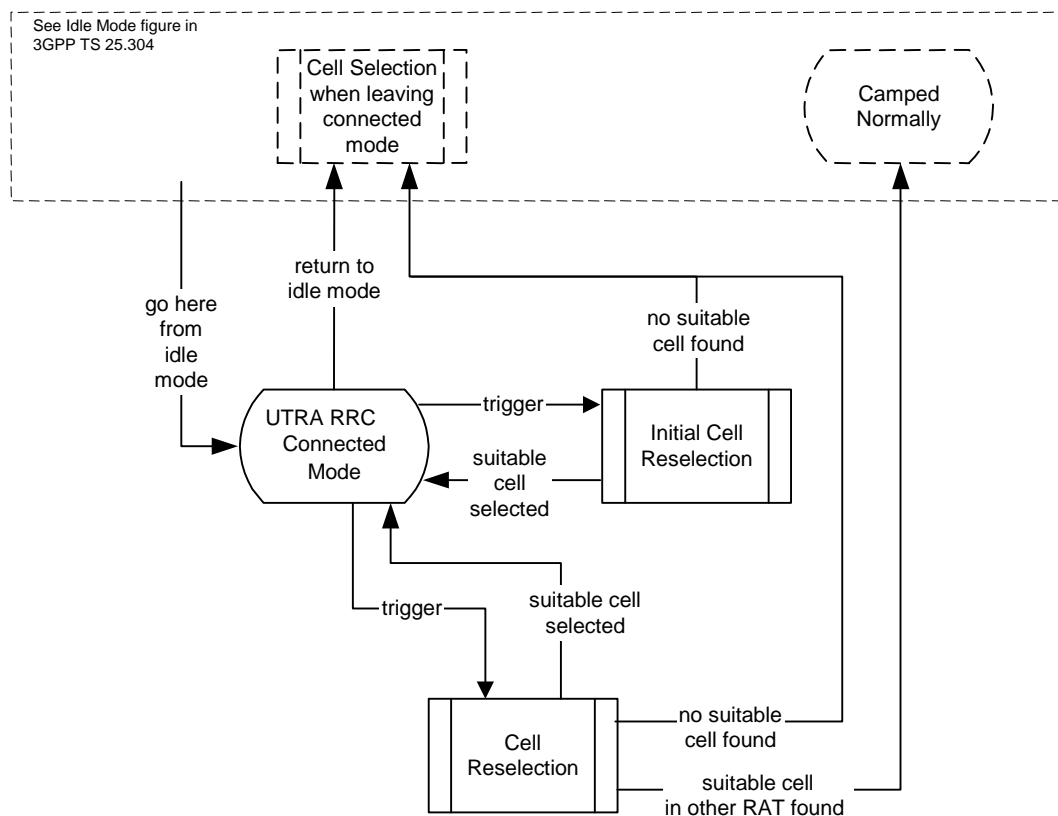 See Idle Mode figure in
3GPP TS 25.304
Cell Selection
when leaving
connected
mode
Camped
Normally
return to
idle mode
go here
from
idle
mode
no suitable
cell found
UTRA RRC
Connected
Mode
trigger
Initial Cell
Reselection
suitable
cell
selected
trigger
suitable cell
selected
Cell
Reselection
no suitable
cell found
suitable cell
in other RAT found